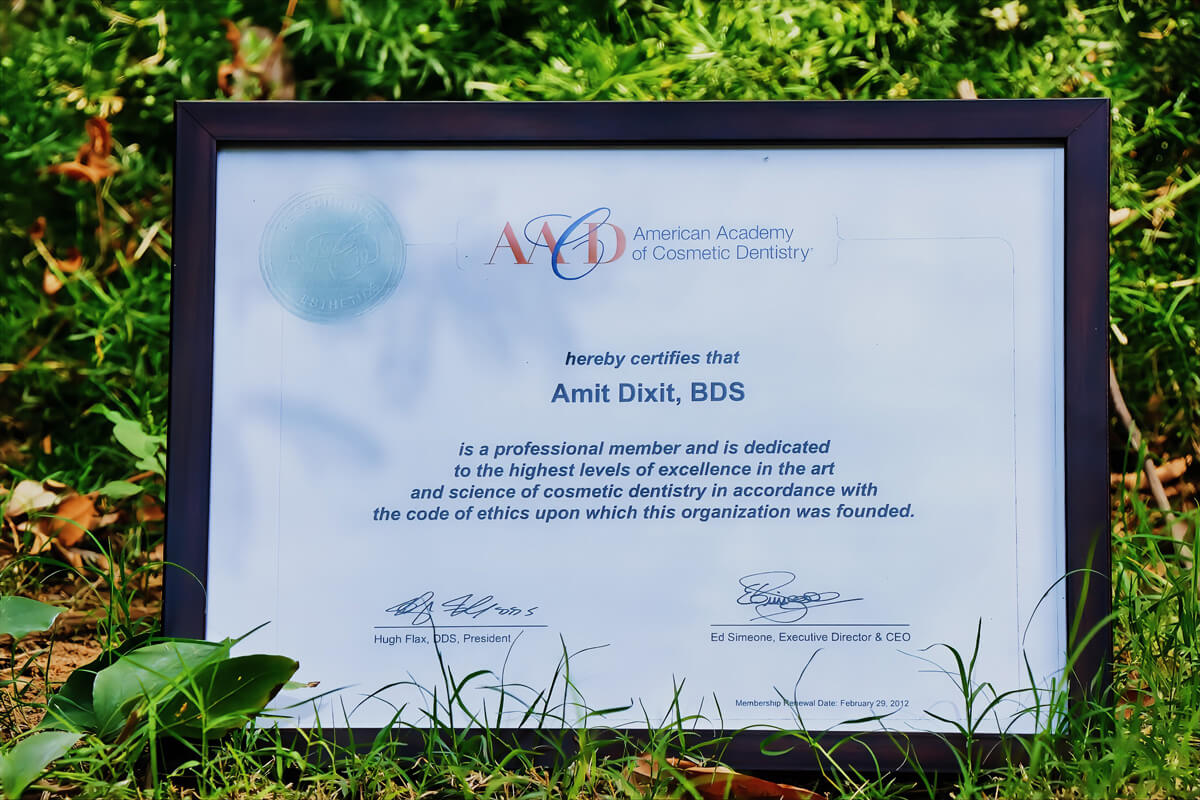 AACD
American Academy
of Cosmetic Dentistry
hereby certifies that
Amit Dixit, BDS
is a professional member and is dedicated
to the highest levels of excellence in the art
and science of cosmetic dentistry in accordance with
the code of ethics upon which this organization was founded.
Hugh Flax, DDS, President
Ed Simeone, Executive Director & CEO
Membership Renewal Date: February 29, 2012